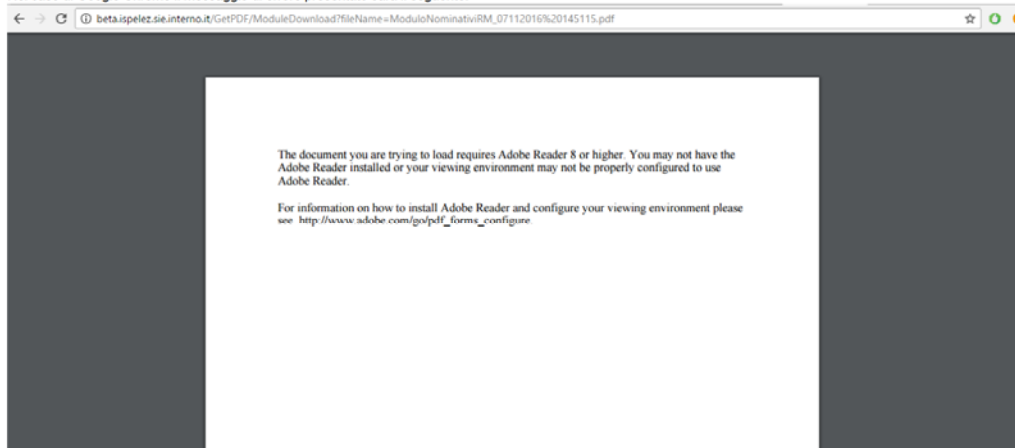 beta.ispelez.sie.interno.it/GetPDF/ModuleDownload?fileName=ModuloNominativiRM_07112016%20145115.pdf
The document you are trying to load requires Adobe Reader 8 or higher. You may not have the
Adobe Reader installed or your viewing environment may not be properly configured to use
Adobe Reader.
For information on how to install Adobe Reader and configure your viewing environment please
see http://www.adobe.com/go/pdf_forms_configure.